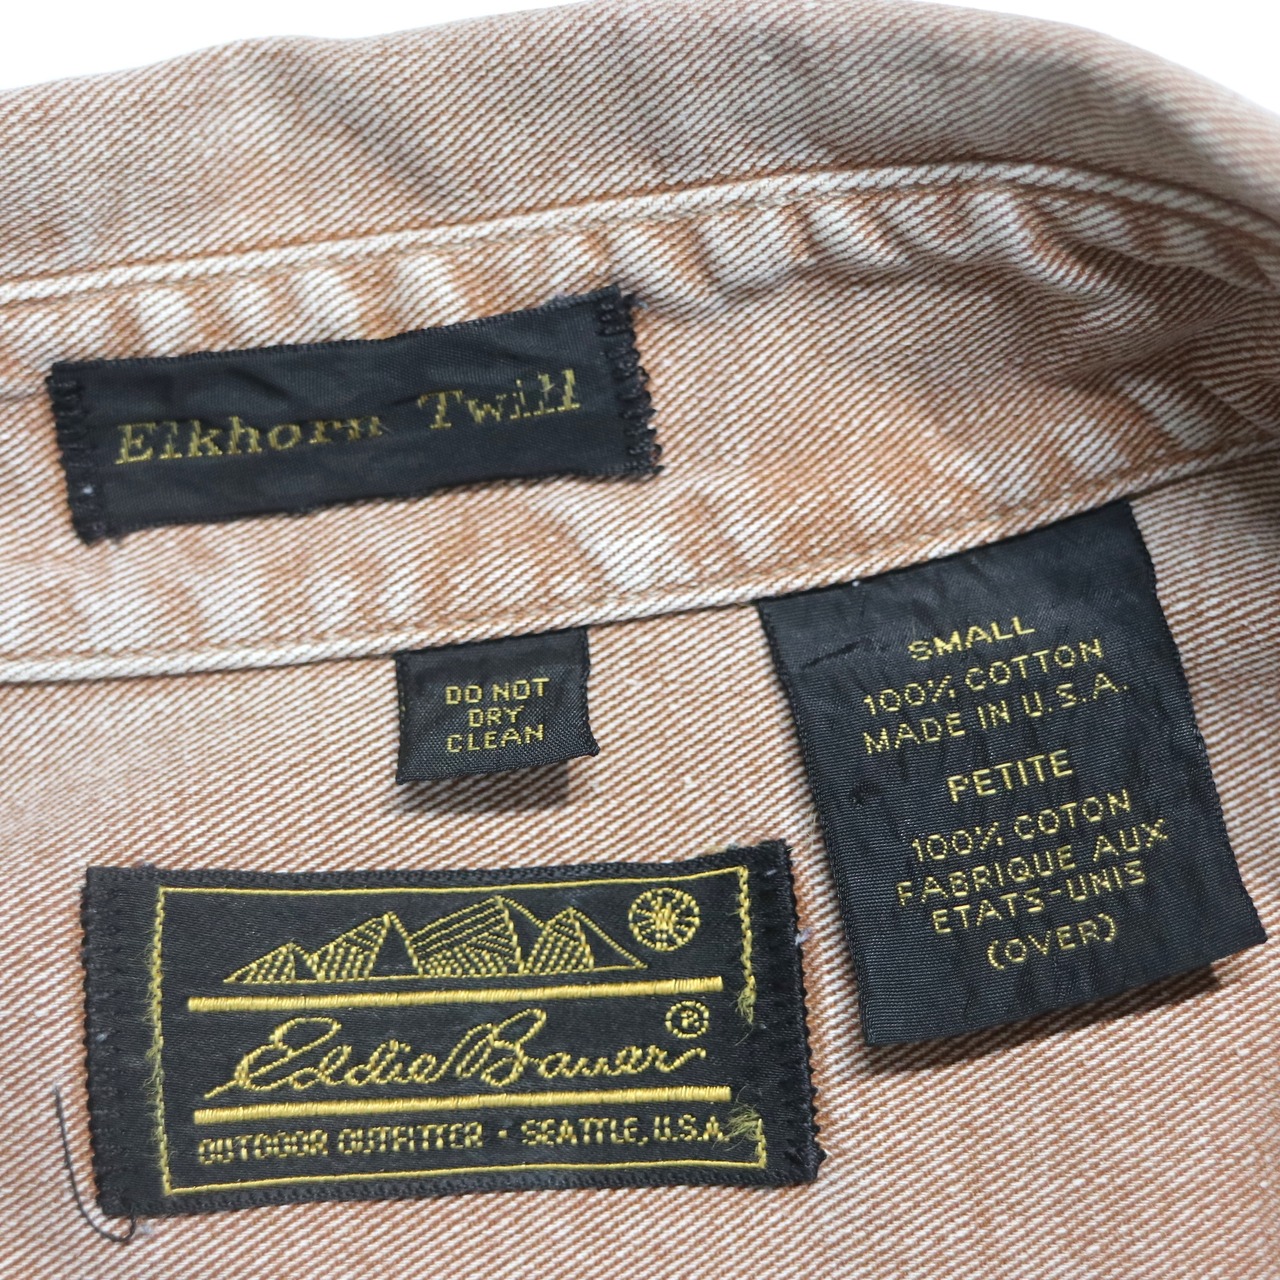 Elkhorn Twill
DO NOT
DRY
CLEAN
SMALL
100% COTTON
MADE IN U.S.A.
PETITE
100% COTON
FABRIQUE AUX
ETATS-UNIS
(OVER)
Eddie Bauer ®
OUTDOOR OUTFITTER · SEATTLE, U.S.A.